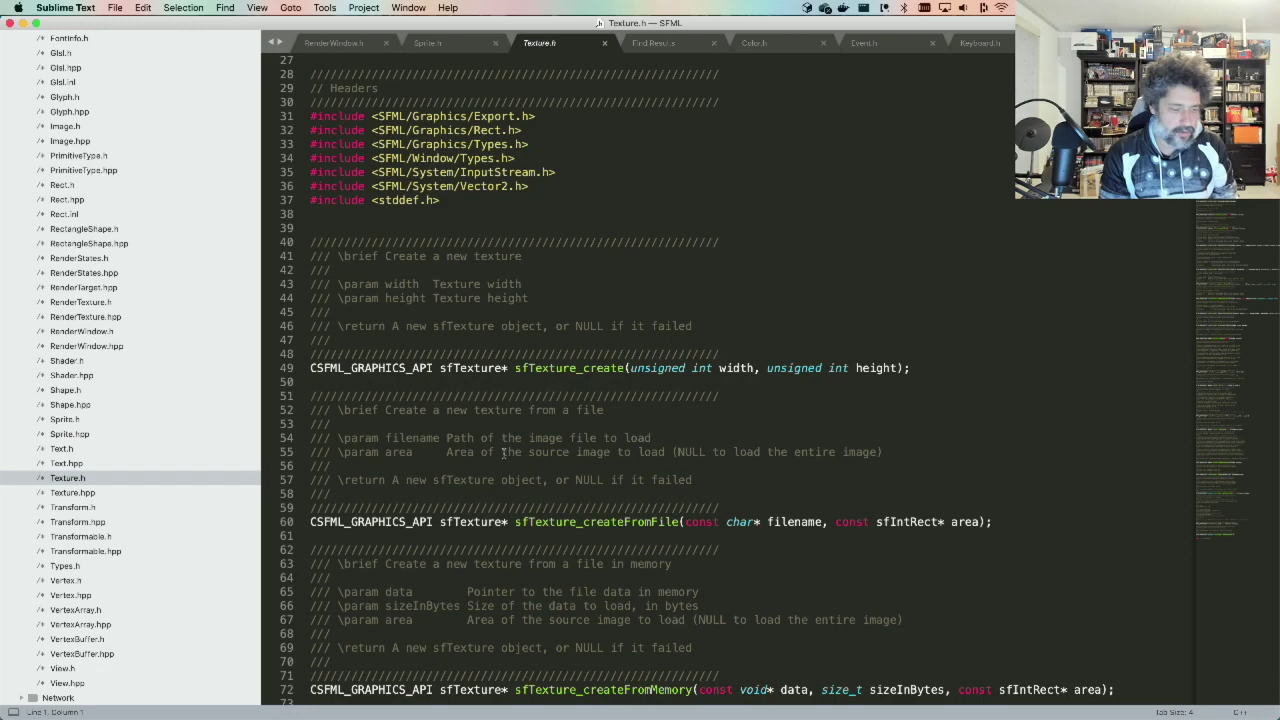 Sublime Text File Edit Selection Find View Goto Tools Project Window Help
Texture.h — SFML
RenderWindow.h
Sprite.h
Texture.h
Find Results
Color.h
Event.h
Keyboard.h
FontInfo.h
Glsl.h
Glsl.hpp
Glsl.inl
Glyph.h
Glyph.hpp
Image.h
Image.hpp
PrimitiveType.h
Rect.h
Rect.hpp
Rect.inl
RectangleShape.h
RectangleShape.hpp
RenderStates.h
RenderStates.hpp
RenderTarget.hpp
RenderTexture.h
RenderTexture.hpp
RenderWindow.h
RenderWindow.hpp
Shader.h
Shader.hpp
Shape.h
Shape.hpp
Sprite.h
Sprite.hpp
Text.h
Text.hpp
Texture.h
Texture.hpp
Transform.h
Transform.hpp
Transformable.h
Transformable.hpp
Types.h
Vertex.h
Vertex.hpp
VertexArray.h
VertexArray.hpp
VertexBuffer.h
VertexBuffer.hpp
View.h
View.hpp
Network
27
28 ////////////////////////////////////////////////////////////
29 // Headers
30 ////////////////////////////////////////////////////////////
31 #include <SFML/Graphics/Export.h>
32 #include <SFML/Graphics/Rect.h>
33 #include <SFML/Graphics/Types.h>
34 #include <SFML/Window/Types.h>
35 #include <SFML/System/InputStream.h>
36 #include <SFML/System/Vector2.h>
37 #include <stddef.h>
38
39
40 ////////////////////////////////////////////////////////////
41 /// \brief Create a new texture
42 ///
43 /// \param width Texture width
44 /// \param height Texture height
45 ///
46 /// \return A new sfTexture object, or NULL if it failed
47 ///
48 ////////////////////////////////////////////////////////////
49 CSFML_GRAPHICS_API sfTexture* sfTexture_create(unsigned int width, unsigned int height);
50
51 ////////////////////////////////////////////////////////////
52 /// \brief Create a new texture from a file
53 ///
54 /// \param filename Path of the image file to load
55 /// \param area Area of the source image to load (NULL to load the entire image)
56 ///
57 /// \return A new sfTexture object, or NULL if it failed
58 ///
59 ////////////////////////////////////////////////////////////
60 CSFML_GRAPHICS_API sfTexture* sfTexture_createFromFile(const char* filename, const sfIntRect* area);
61
62 ////////////////////////////////////////////////////////////
63 /// \brief Create a new texture from a file in memory
64 ///
65 /// \param data Pointer to the file data in memory
66 /// \param sizeInBytes Size of the data to load, in bytes
67 /// \param area Area of the source image to load (NULL to load the entire image)
68 ///
69 /// \return A new sfTexture object, or NULL if it failed
70 ///
71 ////////////////////////////////////////////////////////////
72 CSFML_GRAPHICS_API sfTexture* sfTexture_createFromMemory(const void* data, size_t sizeInBytes, const sfIntRect* area);
73
Line 1, Column 1
Tab Size: 4
C++